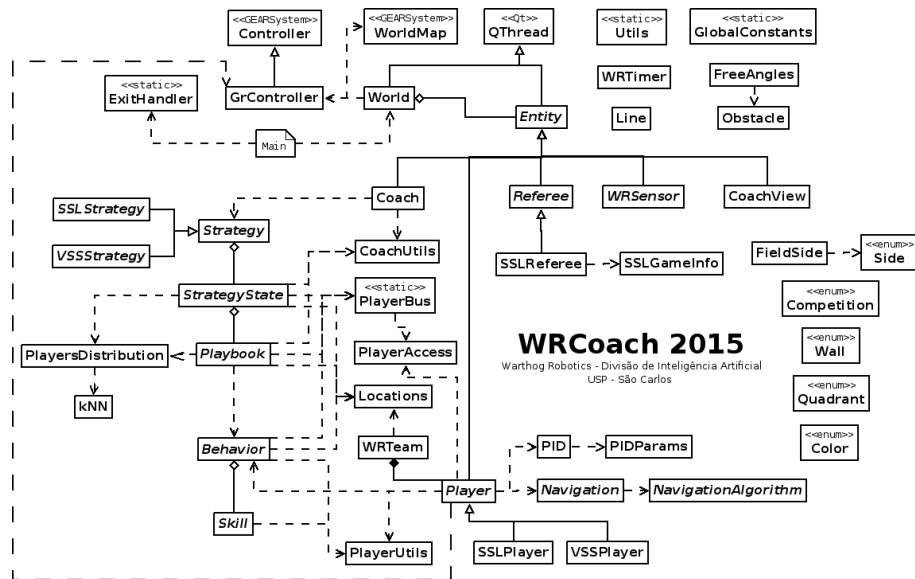 <<GEARSystem>>
Controller
<<GEARSystem>>
WorldMap
<<Qt>>
QThread
<<static>>
Utils
<<static>>
GlobalConstants
<<static>>
ExitHandler
GrController
World
Entity
WRTimer
FreeAngles
Line
Obstacle
Main
SSLStrategy
VSSStrategy
Strategy
Coach
Referee
WRSensor
CoachView
CoachUtils
SSLReferee
SSLGameInfo
FieldSide
<<enum>>
Side
StrategyState
<<static>>
PlayerBus
<<enum>>
Competition
PlayersDistribution
Playbook
PlayerAccess
WRCoach 2015
Warthog Robotics - Divisão de Inteligência Artificial
USP - São Carlos
<<enum>>
Wall
kNN
Locations
<<enum>>
Quadrant
Behavior
WRTeam
PID
PIDParams
<<enum>>
Color
Player
Navigation
NavigationAlgorithm
Skill
PlayerUtils
SSLPlayer
VSSPlayer